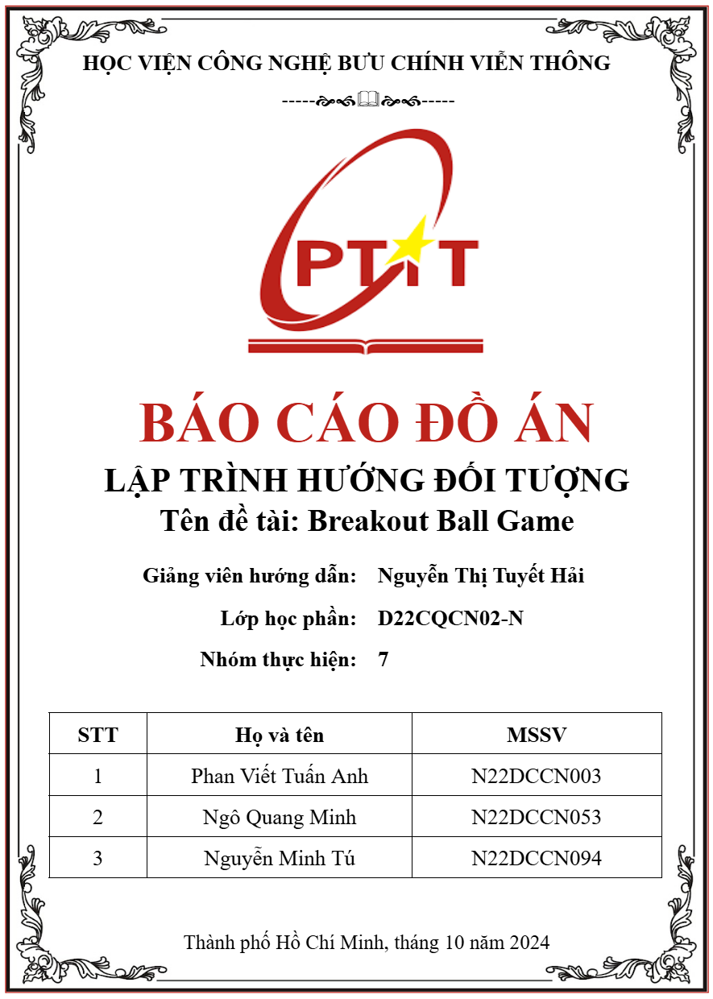 HỌC VIỆN CÔNG NGHỆ BƯU CHÍNH VIỄN THÔNG
PTIT
BÁO CÁO ĐỒ ÁN
LẬP TRÌNH HƯỚNG ĐỐI TƯỢNG
Tên đề tài: Breakout Ball Game
Giảng viên hướng dẫn: Nguyễn Thị Tuyết Hải
Lớp học phần: D22CQCN02-N
Nhóm thực hiện: 7
STT Họ và tên MSSV
1 Phan Viết Tuấn Anh N22DCCN003
2 Ngô Quang Minh N22DCCN053
3 Nguyễn Minh Tú N22DCCN094
Thành phố Hồ Chí Minh, tháng 10 năm 2024